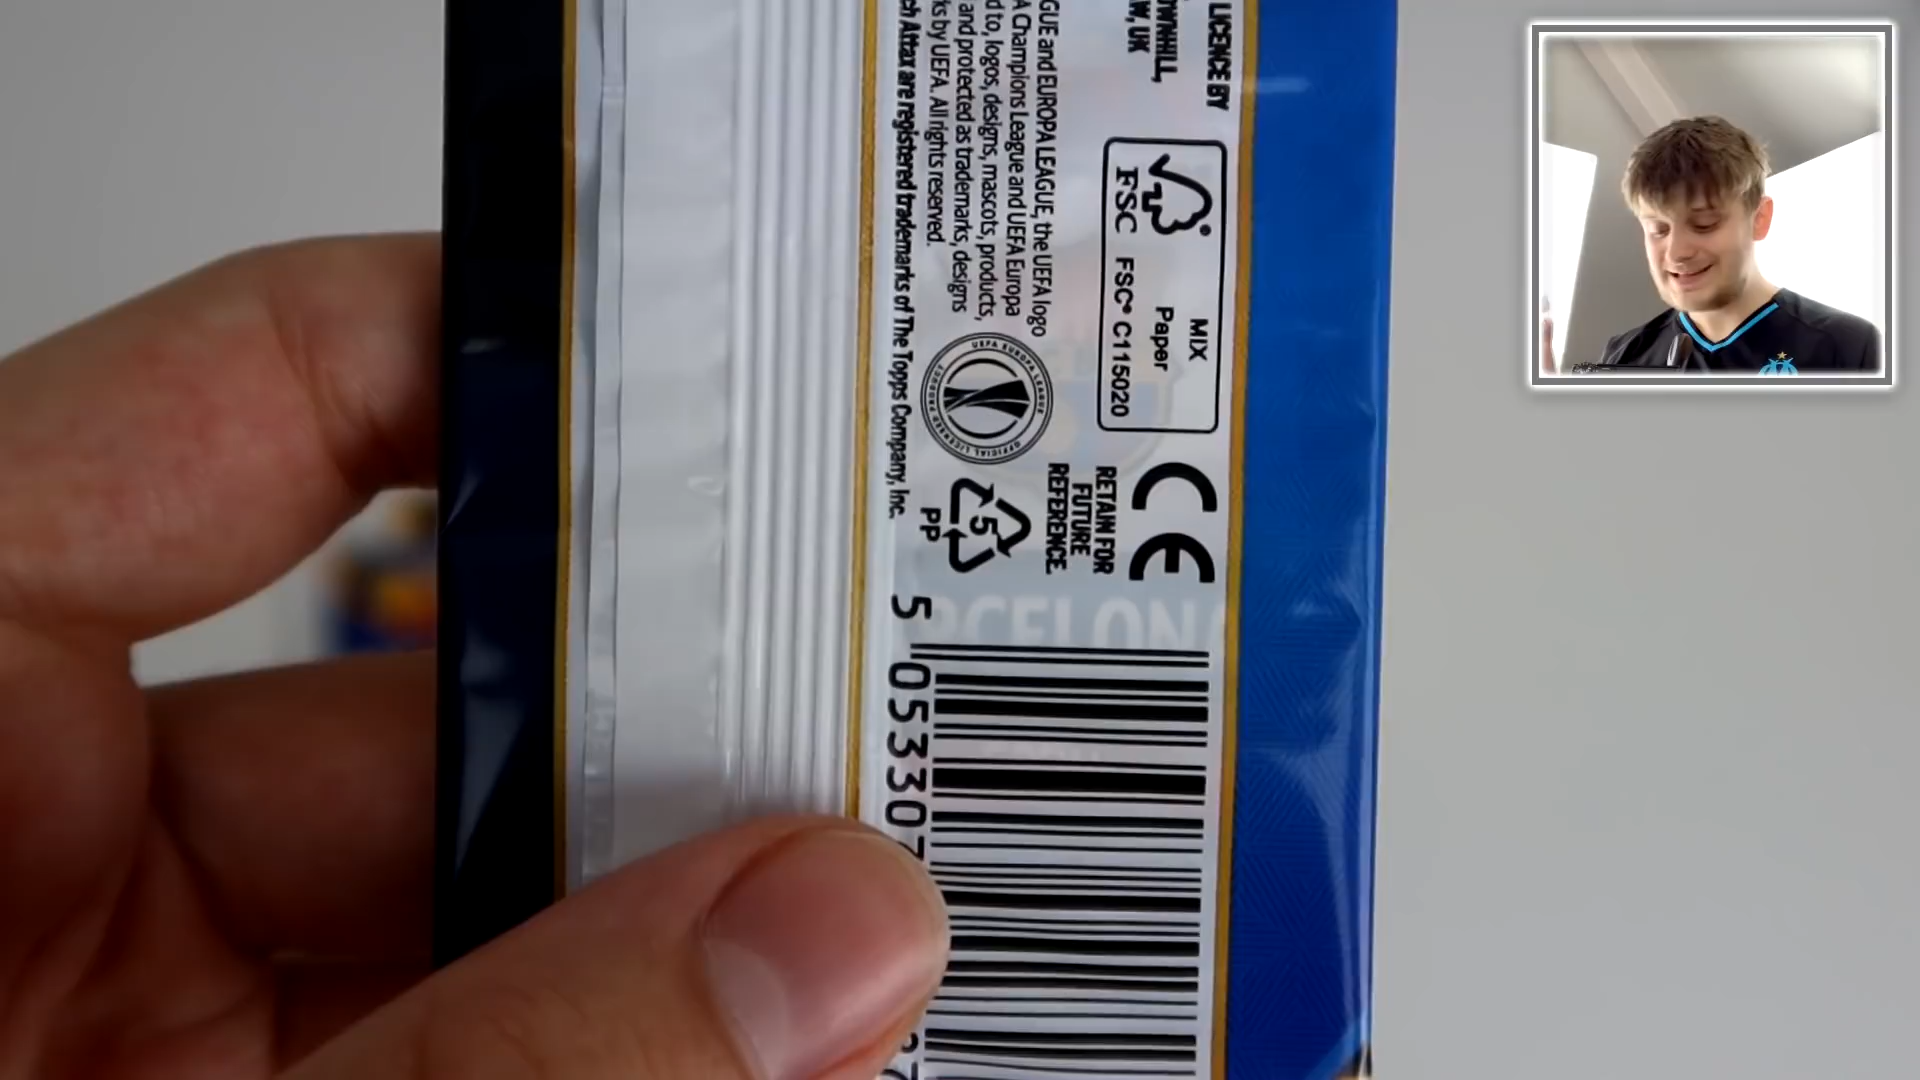 LICENCE BY
OWNHILL,
W, UK
GUE and EUROPA LEAGUE, the UEFA logo
A Champions League and UEFA Europa
d to, logos, designs, mascots, products,
and protected as trademarks, designs
ks by UEFA. All rights reserved.
ch Attax are registered trademarks of The Topps Company, Inc.
FSC
MIX
Paper
FSC® C115020
UEFA EUROPA LEAGUE
OFFICIAL LICENSED PRODUCT
CE
RETAIN FOR
FUTURE
REFERENCE.
5
PP
RCELONA
5 053307